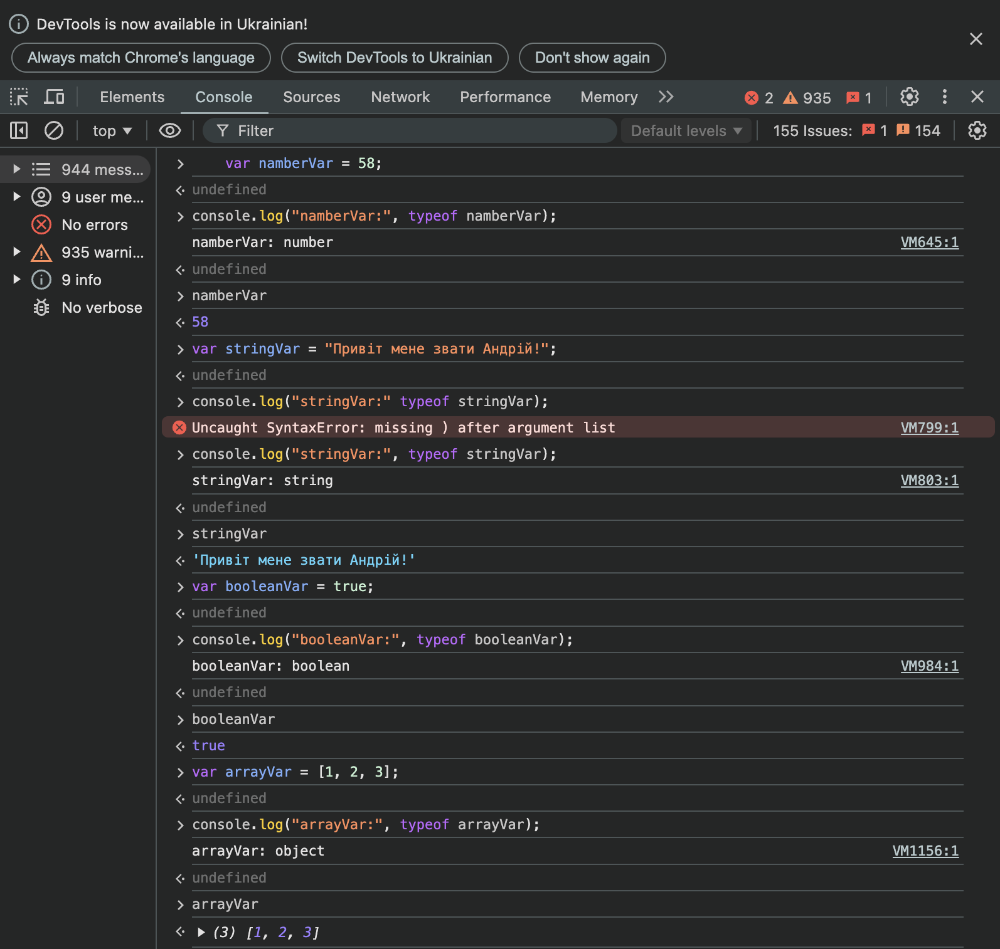 DevTools is now available in Ukrainian!
Always match Chrome's language
Switch DevTools to Ukrainian
Don't show again
Elements Console Sources Network Performance Memory 2 935 1
top Filter Default levels 155 Issues: 1 154
944 mess...
9 user me...
No errors
935 warni...
9 info
No verbose
var namberVar = 58;
undefined
console.log("namberVar:", typeof namberVar);
namberVar: number VM645:1
undefined
namberVar
58
var stringVar = "Привіт мене звати Андрій!";
undefined
console.log("stringVar:" typeof stringVar);
Uncaught SyntaxError: missing ) after argument list VM799:1
console.log("stringVar:", typeof stringVar);
stringVar: string VM803:1
undefined
stringVar
'Привіт мене звати Андрій!'
var booleanVar = true;
undefined
console.log("booleanVar:", typeof booleanVar);
booleanVar: boolean VM984:1
undefined
booleanVar
true
var arrayVar = [1, 2, 3];
undefined
console.log("arrayVar:", typeof arrayVar);
arrayVar: object VM1156:1
undefined
arrayVar
(3) [1, 2, 3]